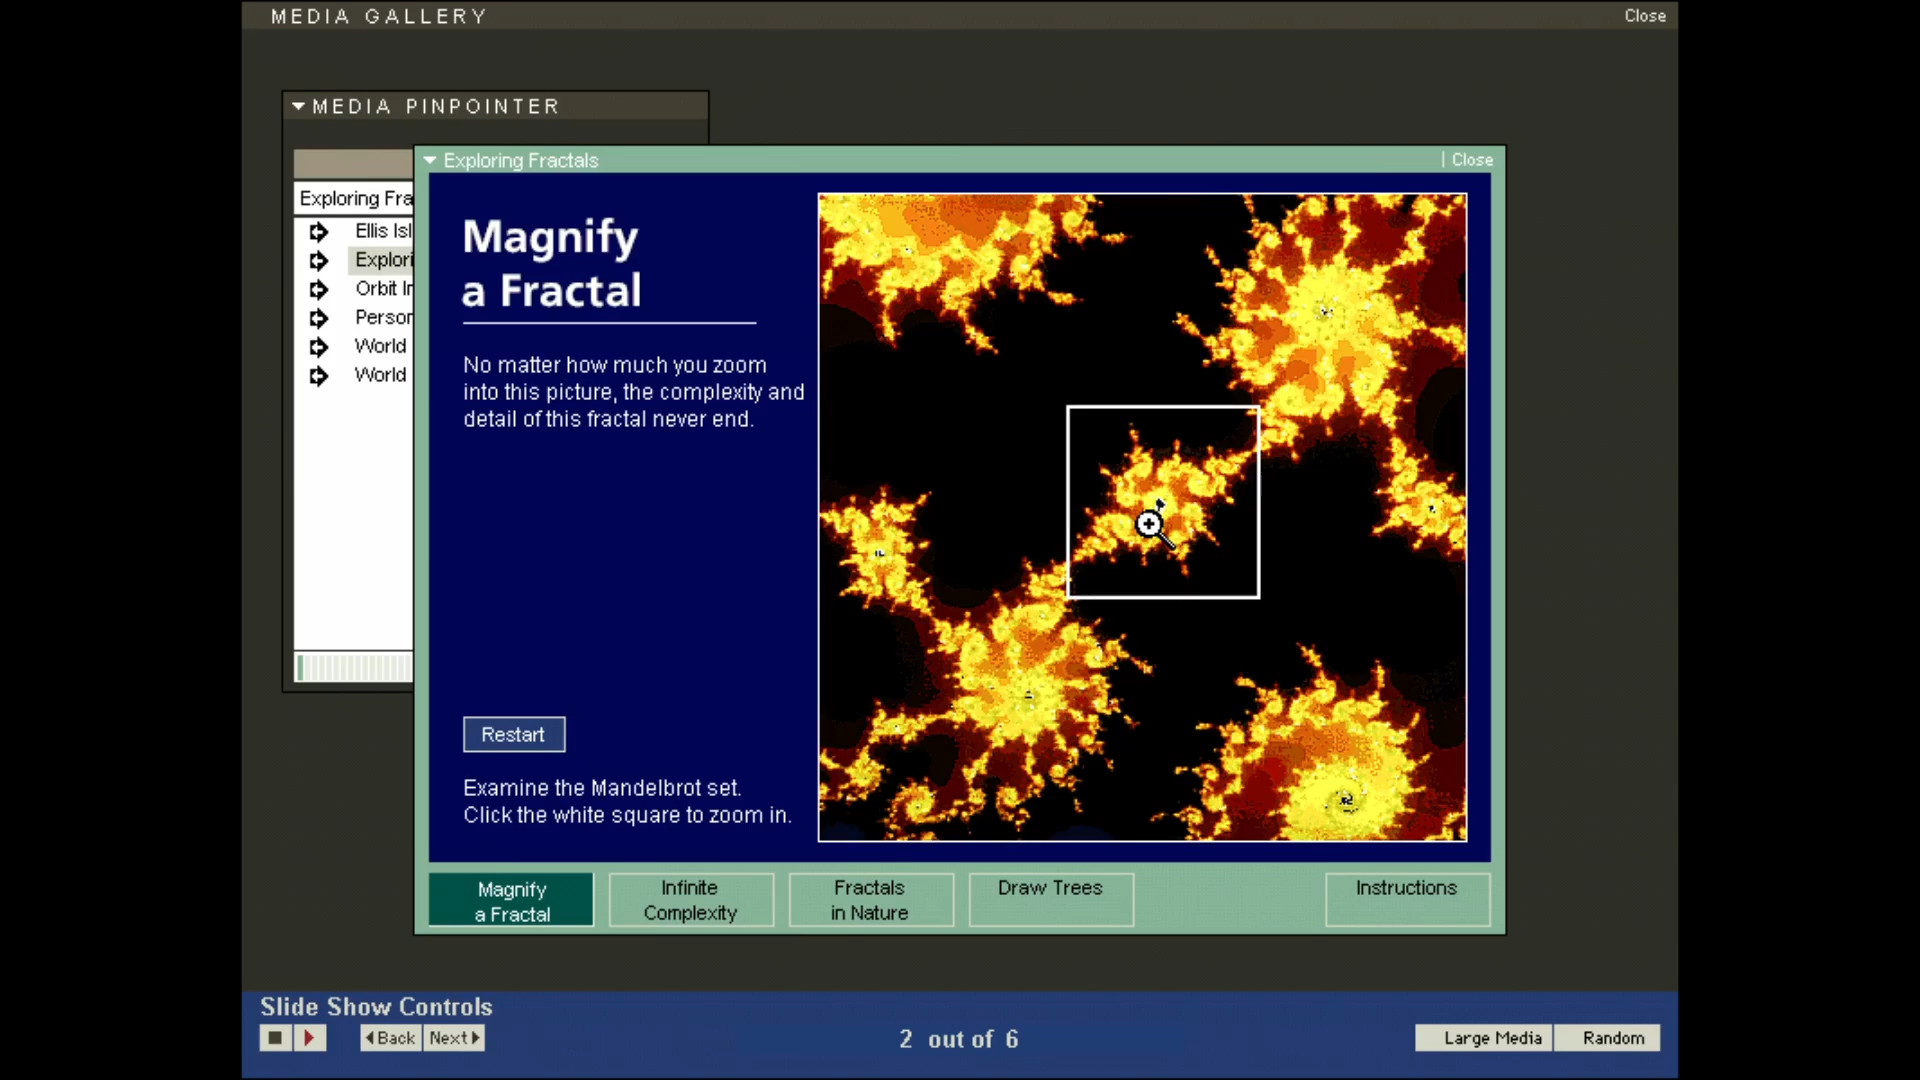 MEDIA GALLERY
Close
MEDIA PINPOINTER
Exploring Fractals
| Close
Exploring Fra
Ellis Isl
Explori
Orbit Ir
Person
World
World
Magnify
a Fractal
No matter how much you zoom
into this picture, the complexity and
detail of this fractal never end.
Restart
Examine the Mandelbrot set.
Click the white square to zoom in.
Magnify
a Fractal
Infinite
Complexity
Fractals
in Nature
Draw Trees
Instructions
Slide Show Controls
Back
Next
2 out of 6
Large Media
Random